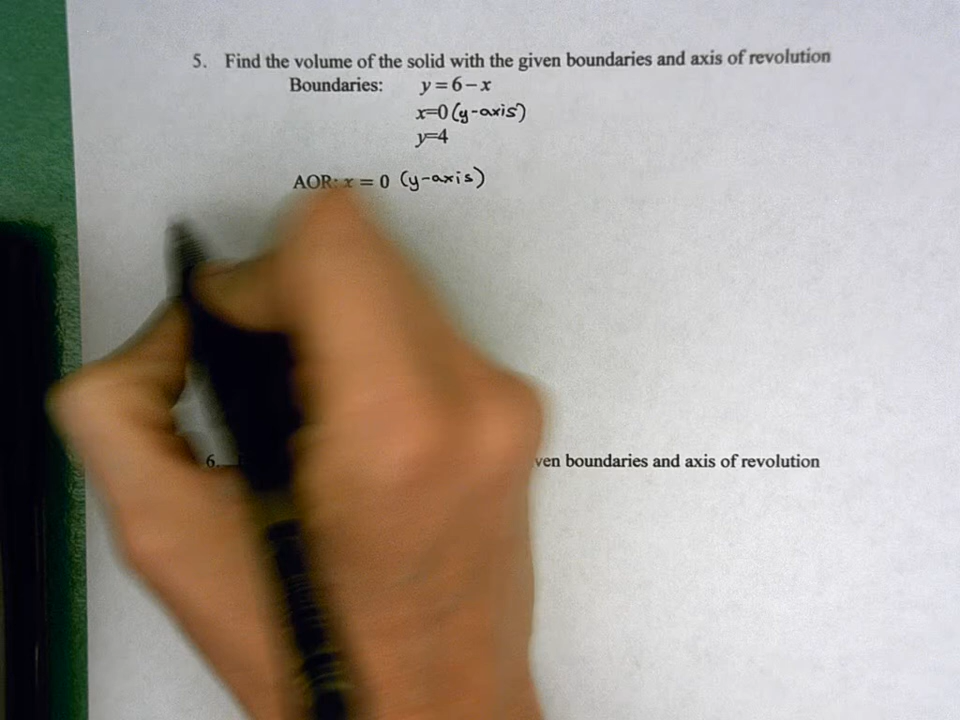 5. Find the volume of the solid with the given boundaries and axis of revolution
Boundaries: y=6-x
x=0(y-axis)
y=4
AOR: x = 0 (y-axis)
6. ven boundaries and axis of revolution